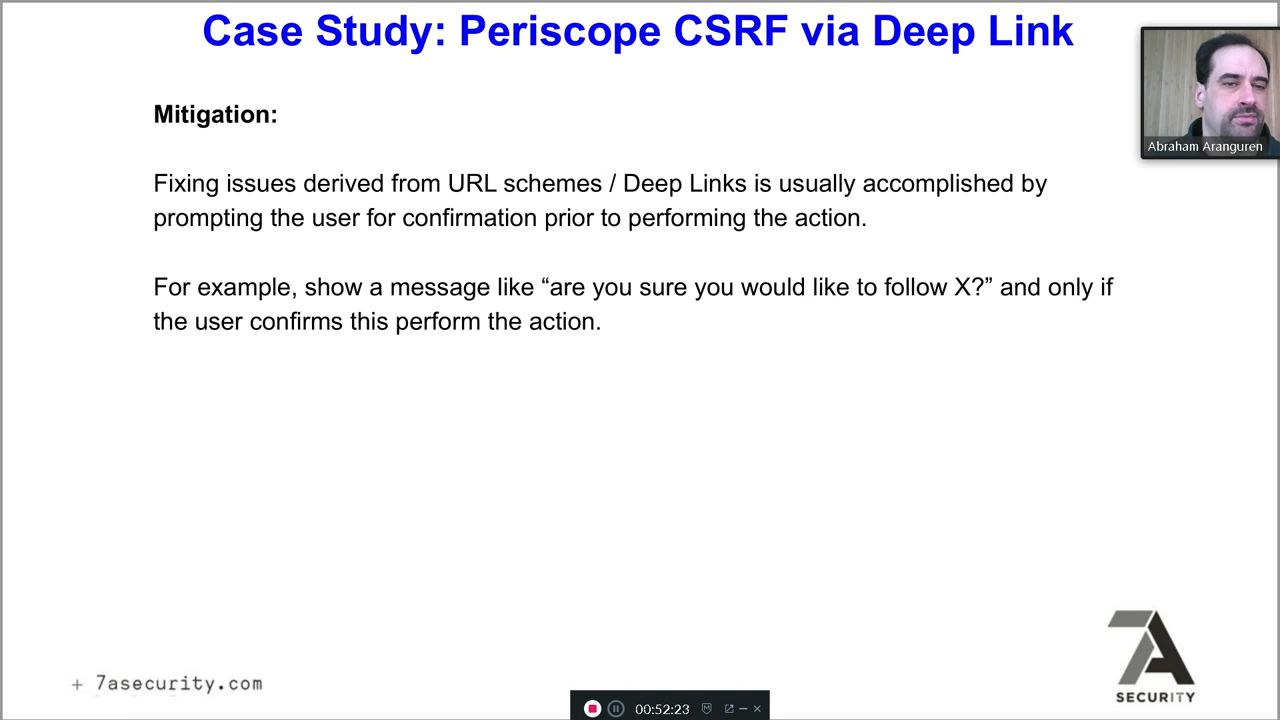 Case Study: Periscope CSRF via Deep Link
Abraham Aranguren
Mitigation:
Fixing issues derived from URL schemes / Deep Links is usually accomplished by
prompting the user for confirmation prior to performing the action.
For example, show a message like “are you sure you would like to follow X?” and only if
the user confirms this perform the action.
7A
SECURITY
+ 7asecurity.com
00:52:23